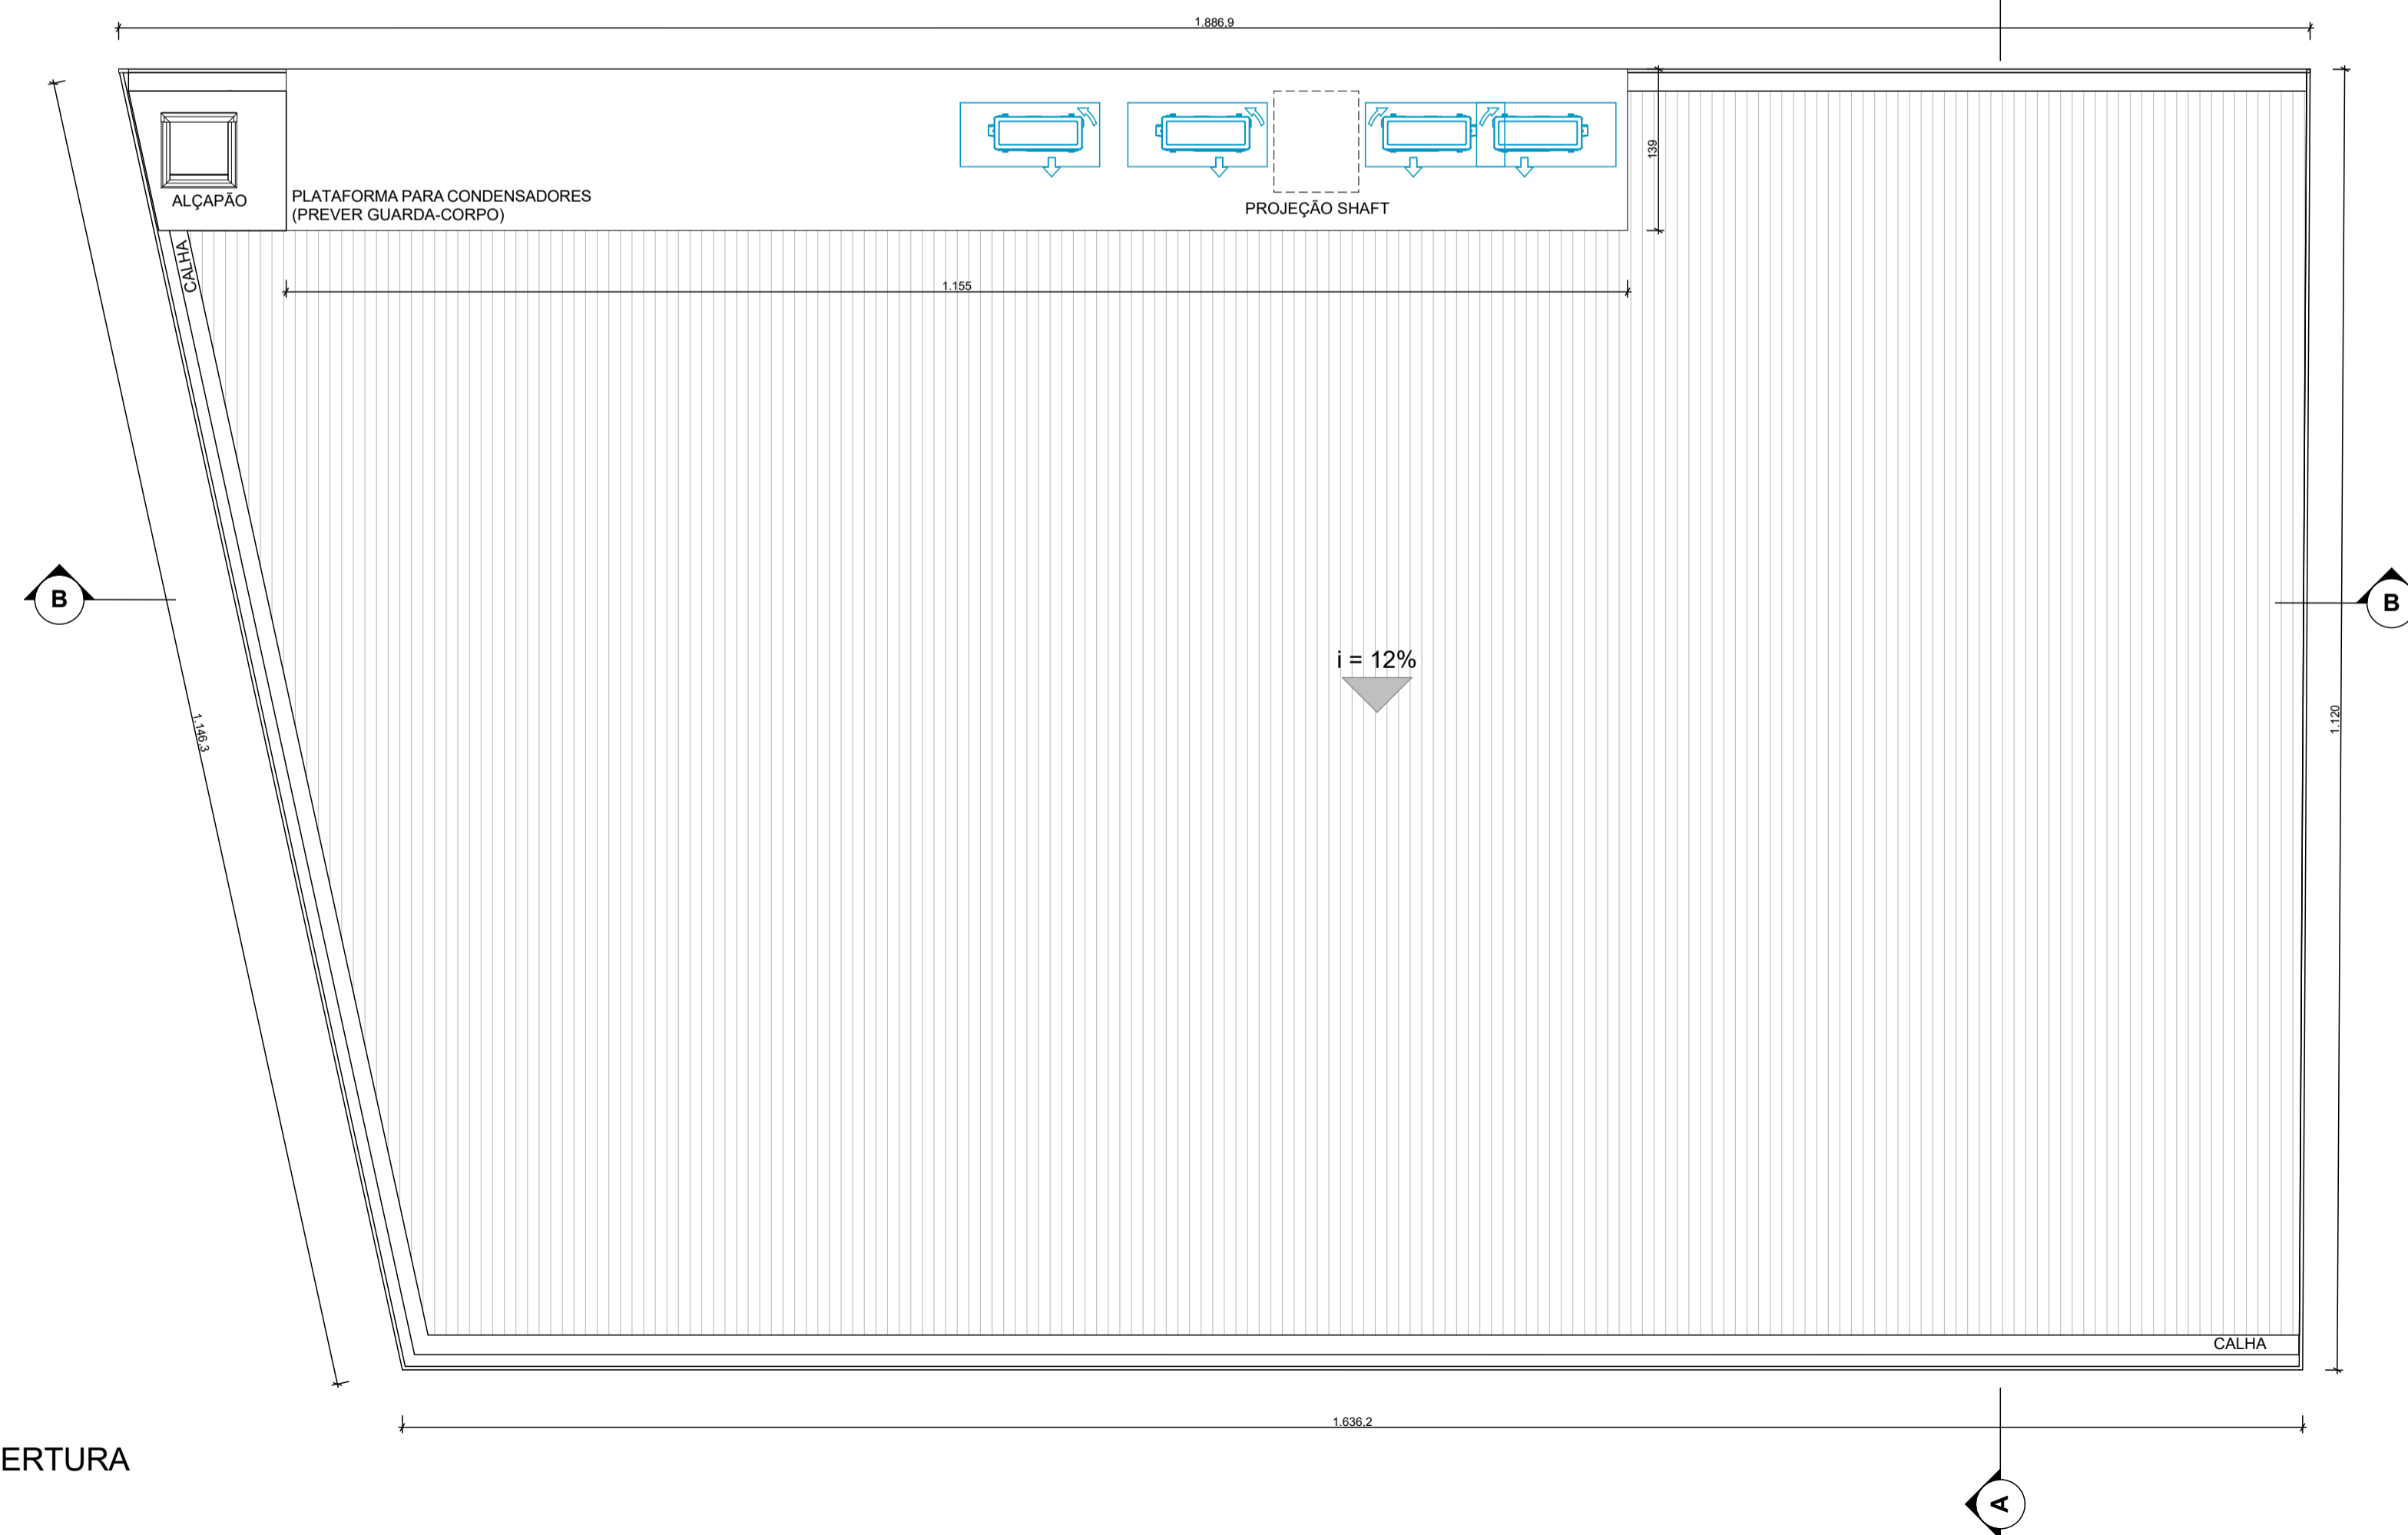 1.886,9
139
ALÇAPÃO
PLATAFORMA PARA CONDENSADORES
(PREVER GUARDA-CORPO)
PROJEÇÃO SHAFT
CALHA
1.155
B
B
i = 12%
1.146,3
1.120
CALHA
1.636,2
ERTURA
A